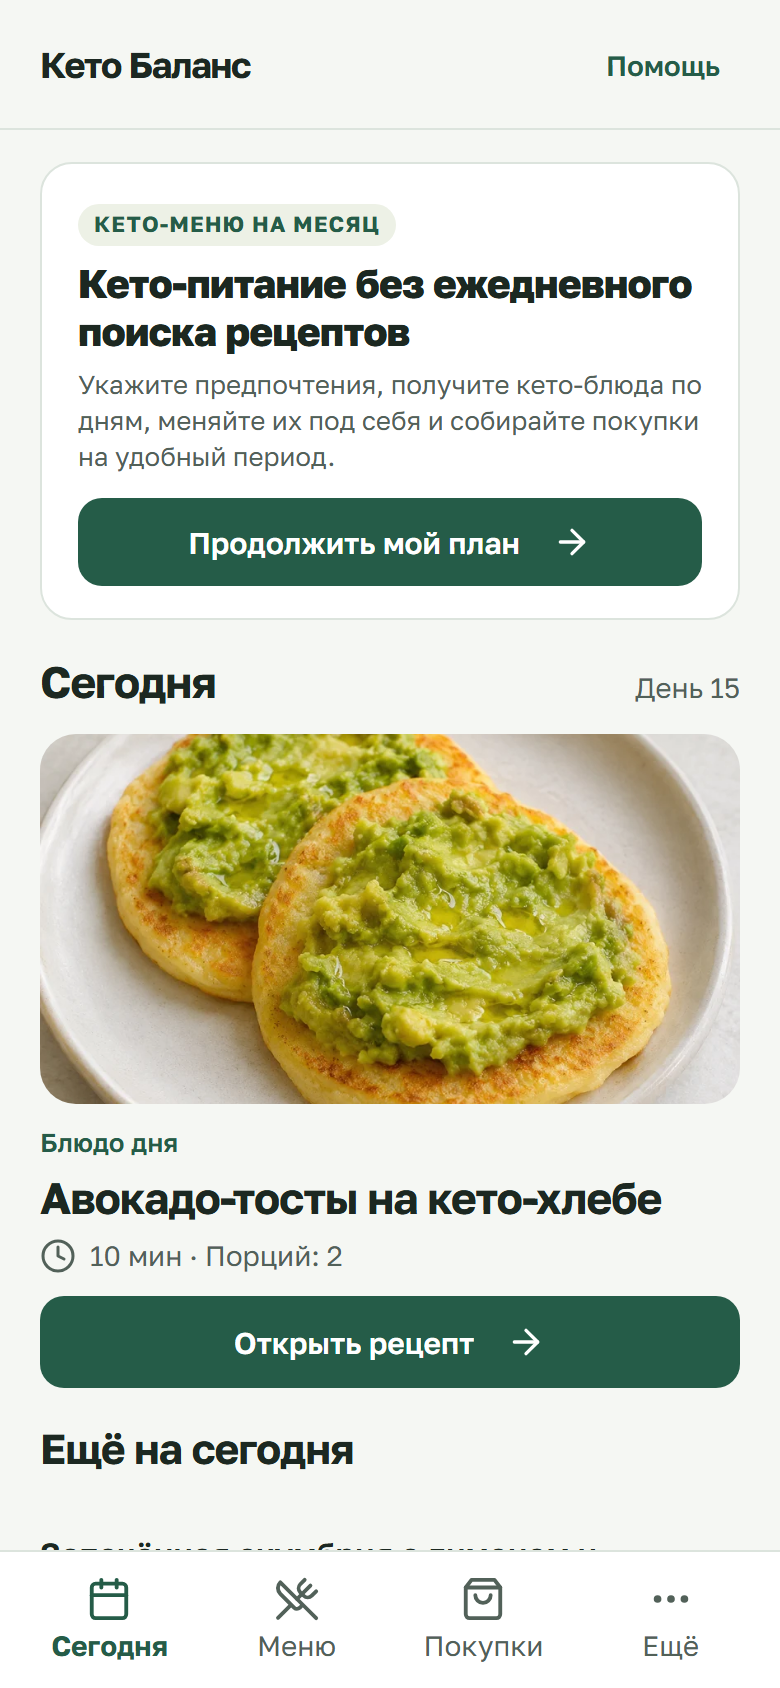 Кето Баланс
Помощь
КЕТО-МЕНЮ НА МЕСЯЦ
Кето-питание без ежедневного
поиска рецептов
Укажите предпочтения, получите кето-блюда по
дням, меняйте их под себя и собирайте покупки
на удобный период.
Продолжить мой план
Сегодня
День 15
Блюдо дня
Авокадо-тосты на кето-хлебе
10 мин · Порций: 2
Открыть рецепт
Ещё на сегодня
Сегодня
Меню
Покупки
Ещё